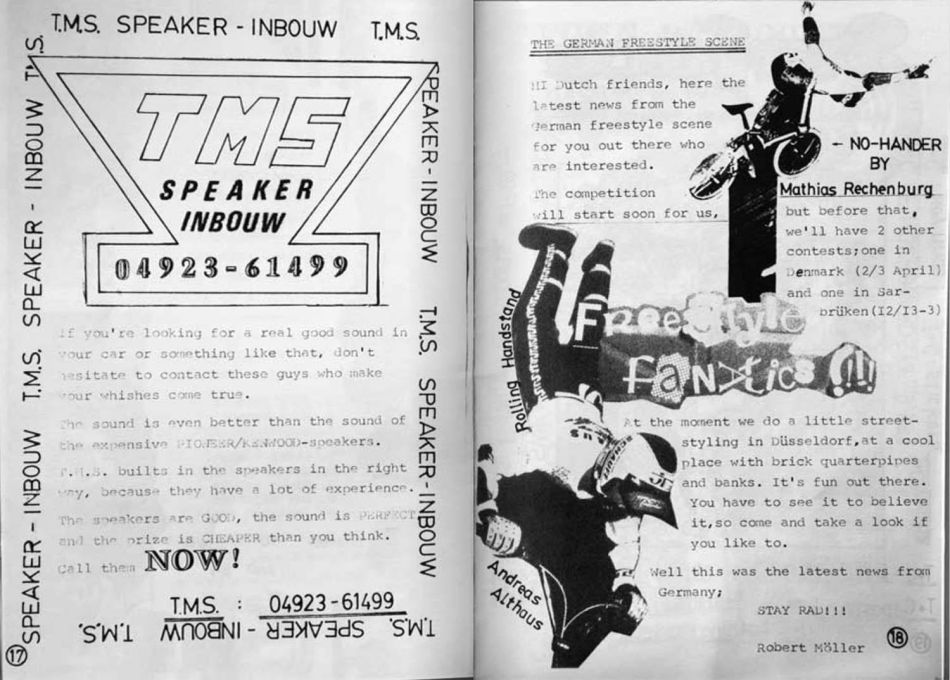 T.M.S. SPEAKER - INBOUW T.M.S.
SPEAKER - INBOUW T.M.S. SPEAKER - INBOUW T.M.S.
TMS
SPEAKER
INBOUW
04923-61499
If you're looking for a real good sound in
your car or something like that, don't
hesitate to contact these guys who make
your whishes come true.
The sound is even better than the sound of
the expensive PIONEER/KENWOOD-speakers.
T.M.S. builts in the speakers in the right
way, because they have a lot of experience.
The speakers are GOOD, the sound is PERFECT
and the prize is CHEAPER than you think.
Call them NOW!
T.M.S. : 04923-61499
SPEAKER - INBOUW T.M.S. SPEAKER - INBOUW
T.M.S. SPEAKER - INBOUW T.M.S.
17
THE GERMAN FREESTYLE SCENE
HI Dutch friends, here the
latest news from the
German freestyle scene
for you out there who
are interested.
The competition
will start soon for us,
← NO-HANDER
BY
Mathias Rechenburg
but before that,
we'll have 2 other
contests;one in
Denmark (2/3 April)
and one in Sar-
brüken(I2/I3-3)
Freestyle
Fanatics !!!
Rolling Handstand
At the moment we do a little street-
styling in Düsseldorf,at a cool
place with brick quarterpipes
and banks. It's fun out there.
You have to see it to believe
it,so come and take a look if
you like to.
Andreas
Althaus
Well this was the latest news from
Germany;
STAY RAD!!!
Robert Möller
18